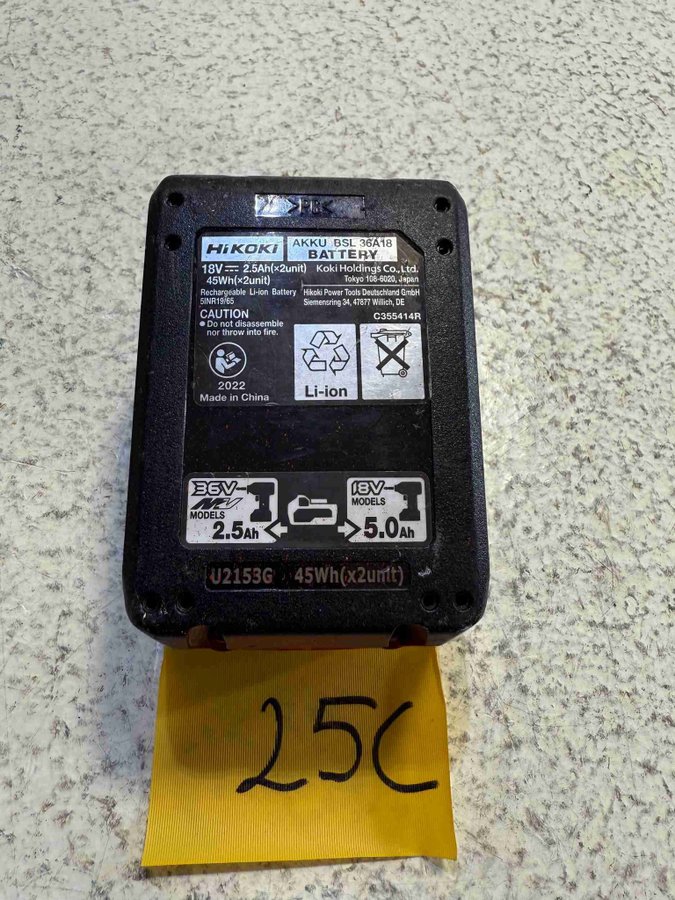 >PC<
HiKOKI
AKKU BSL 36A18
BATTERY
18V 2.5Ah(×2unit) Koki Holdings Co.,Ltd.
45Wh(×2unit) Tokyo 108-6020, Japan
Rechargeable Li-ion Battery Hikoki Power Tools Deutschland GmbH
5INR19/65 Siemensring 34, 47877 Willich, DE
CAUTION C355414R
● Do not disassemble
nor throw into fire.
2022
Made in China
Li-ion
36V 18V
MV MODELS
MODELS 5.0Ah
2.5Ah
U2153G 45Wh(x2unit)
25C